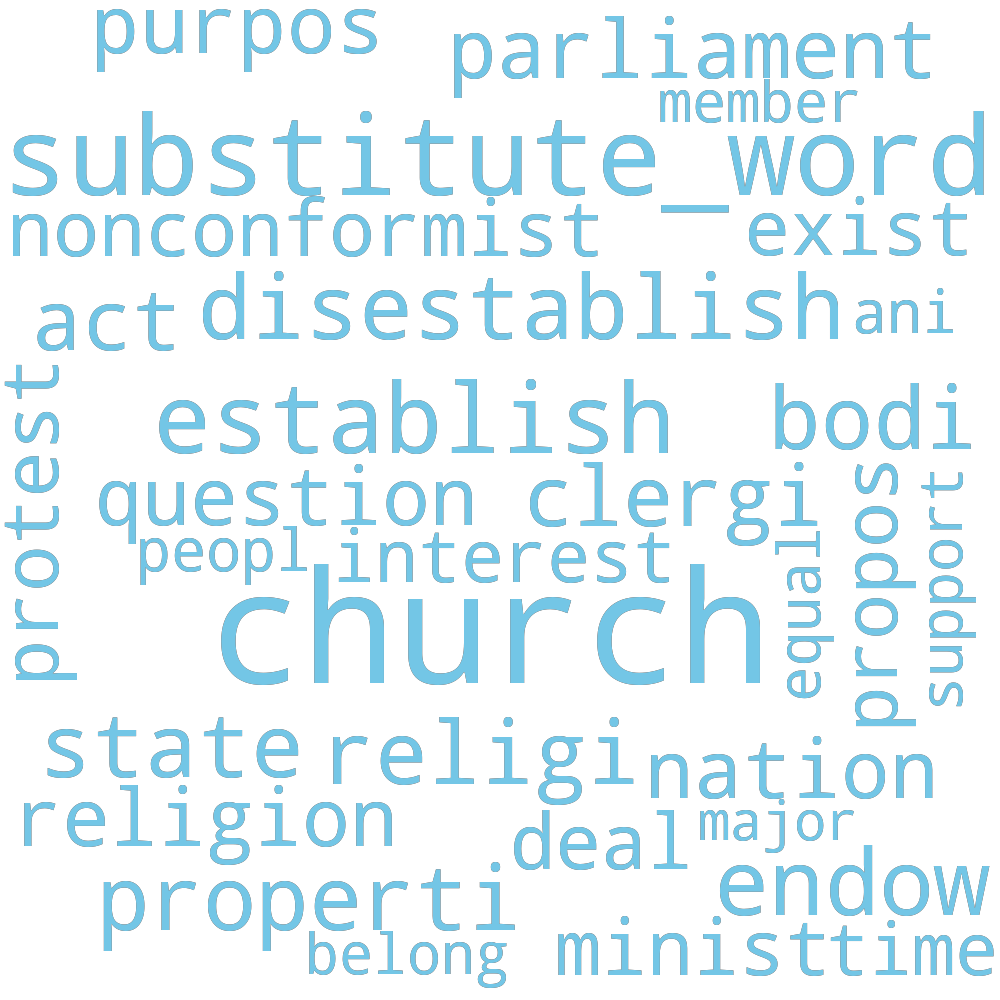 purpos
parliament
member
substitute_word
nonconformist
exist
act
disestablish
ani
establish
bodi
protest
question
clergi
propos
support
peopl
interest
equal
church
state
religi
nation
religion
deal
major
properti
endow
belong
minist
time